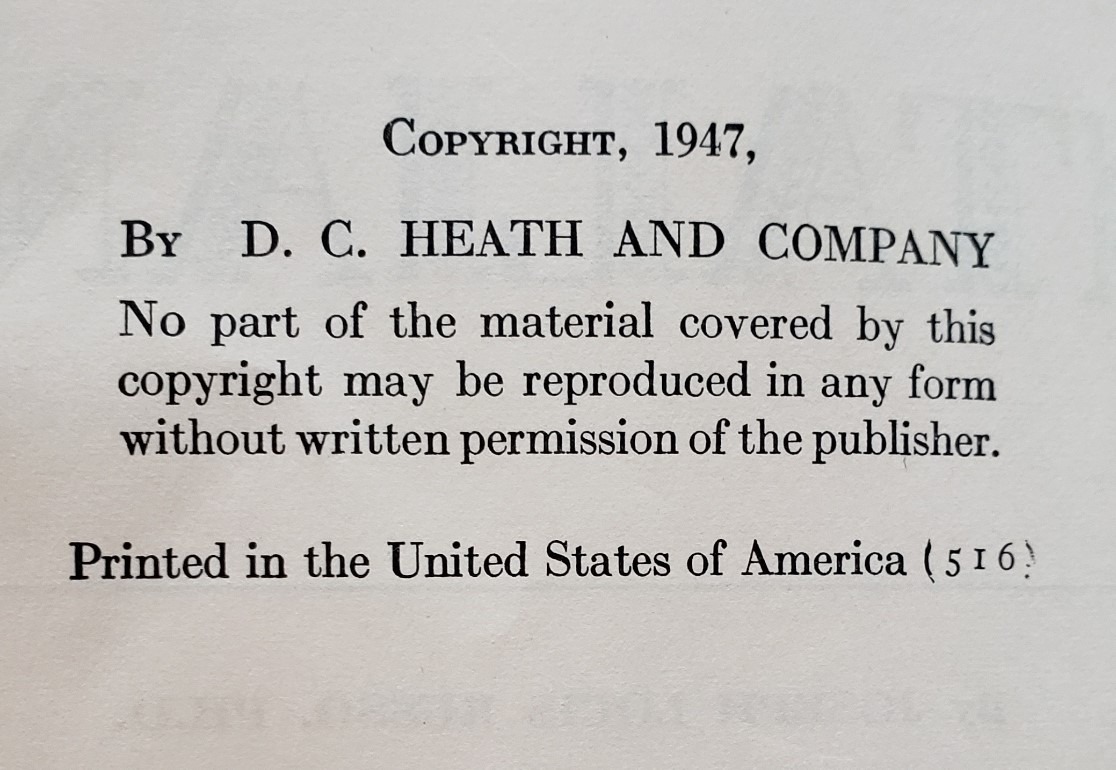 COPYRIGHT, 1947,
BY D. C. HEATH AND COMPANY
No part of the material covered by this
copyright may be reproduced in any form
without written permission of the publisher.
Printed in the United States of America (516)